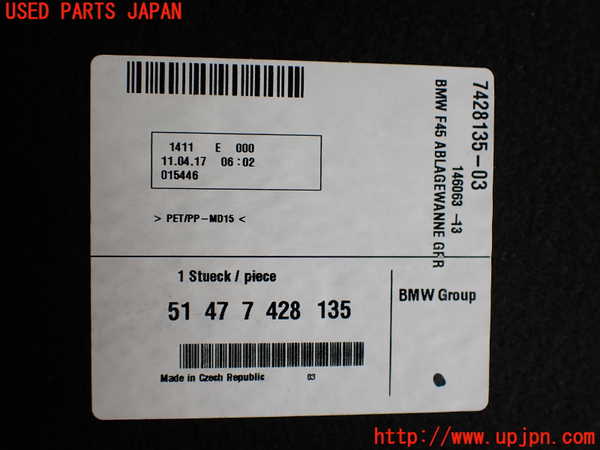 USED PARTS JAPAN
1411 E 000
11.04.17 06:02
015446
> PET/PP-MD15 <
7428135-03
146063 -13
BMW F45 ABLAGEWANNE GRR
1 Stueck / piece
51 47 7 428 135
BMW Group
Made in Czech Republic 03
http://www.upjpn.com/